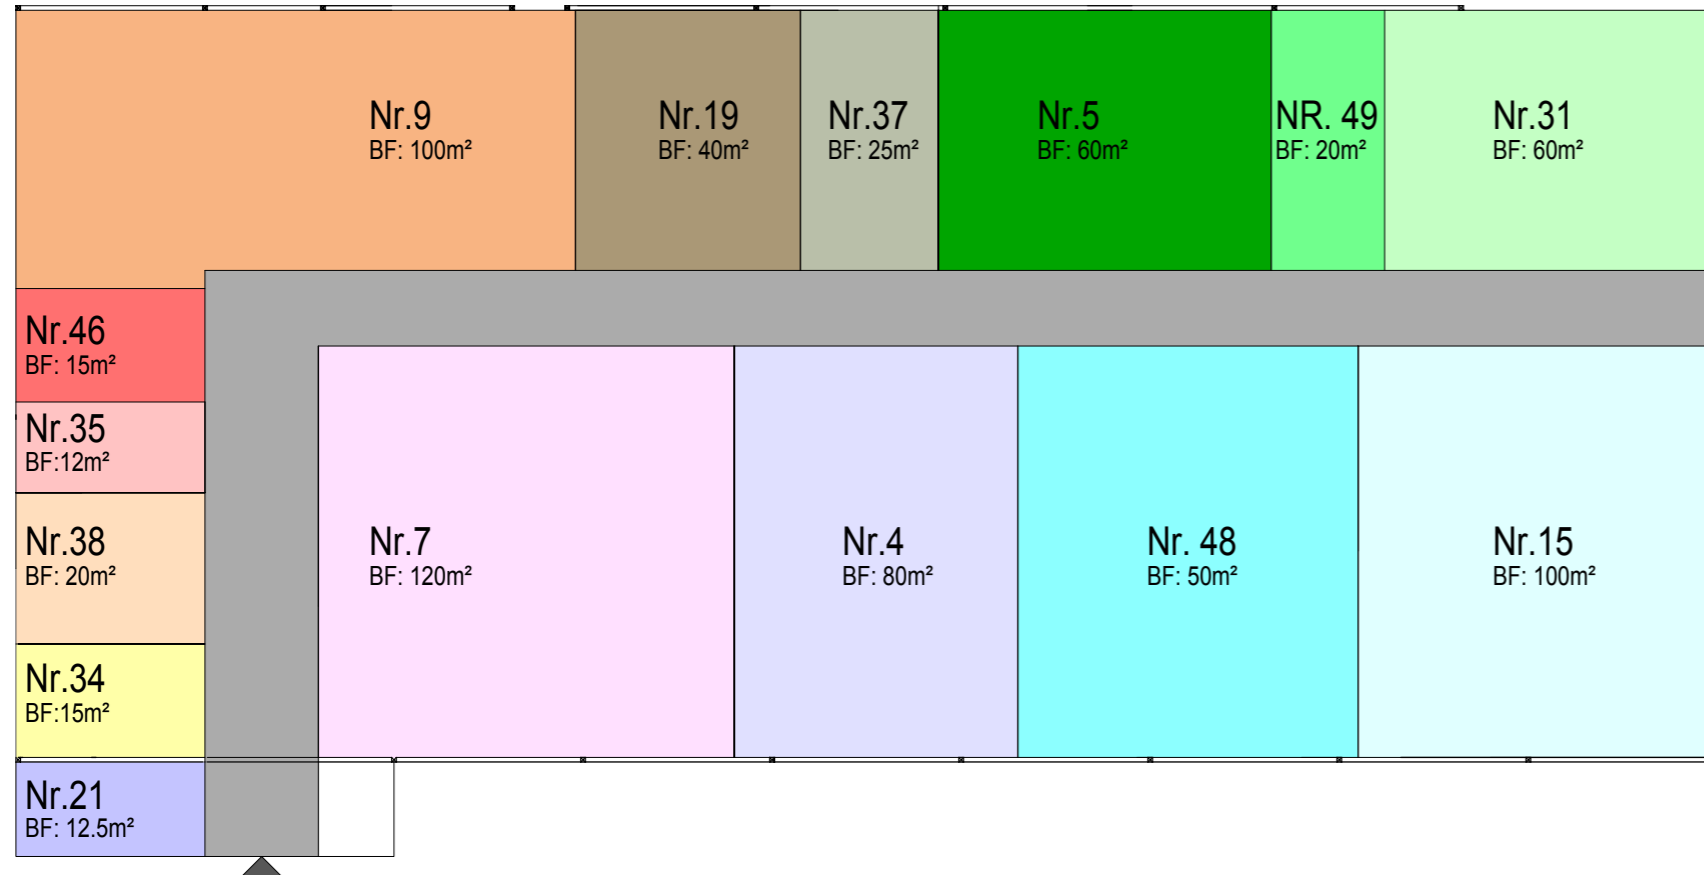 Nr.9
BF: 100m²
Nr.19
BF: 40m²
Nr.37
BF: 25m²
Nr.5
BF: 60m²
NR. 49
BF: 20m²
Nr.31
BF: 60m²
Nr.46
BF: 15m²
Nr.35
BF:12m²
Nr.38
BF: 20m²
Nr.7
BF: 120m²
Nr.4
BF: 80m²
Nr. 48
BF: 50m²
Nr.15
BF: 100m²
Nr.34
BF:15m²
Nr.21
BF: 12.5m²